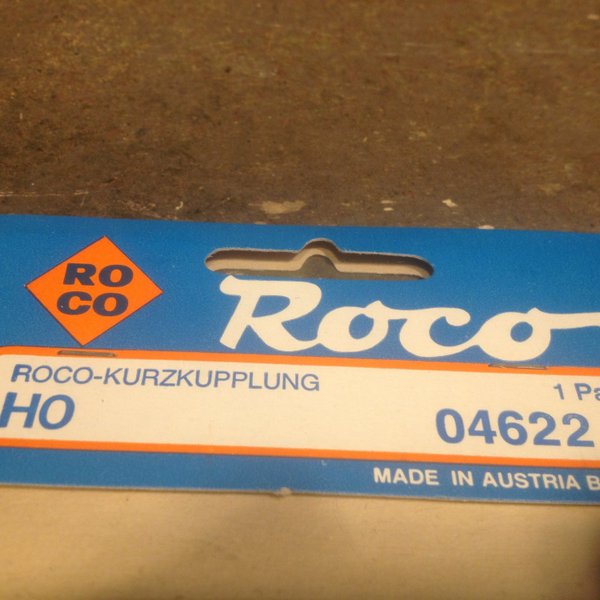 RO
CO
Roco
ROCO-KURZKUPPLUNG
1 Pa
HO
04622
MADE IN AUSTRIA B